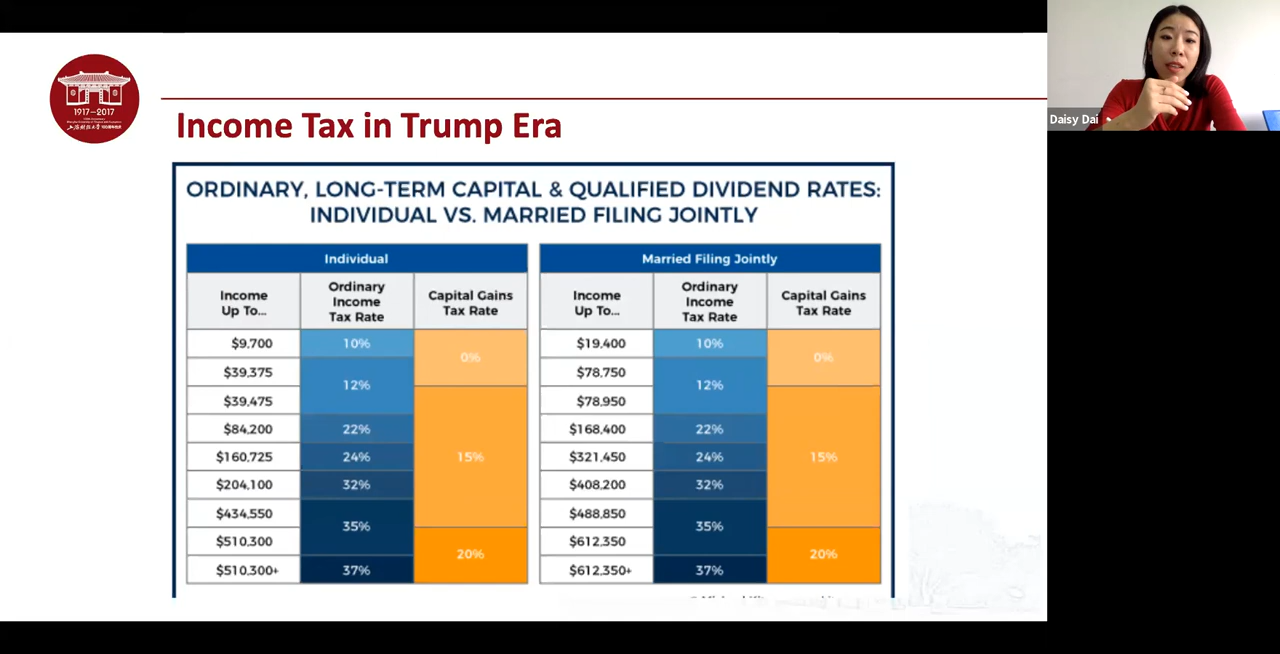 1917-2017
Income Tax in Trump Era
ORDINARY, LONG-TERM CAPITAL & QUALIFIED DIVIDEND RATES:
INDIVIDUAL VS. MARRIED FILING JOINTLY
Individual
Income Up To... Ordinary Income Tax Rate Capital Gains Tax Rate
$9,700 10% 0%
$39,375 12%
$39,475
$84,200 22%
$160,725 24% 15%
$204,100 32%
$434,550 35%
$510,300 20%
$510,300+ 37%
Married Filing Jointly
Income Up To... Ordinary Income Tax Rate Capital Gains Tax Rate
$19,400 10% 0%
$78,750 12%
$78,950
$168,400 22%
$321,450 24% 15%
$408,200 32%
$488,850 35%
$612,350 20%
$612,350+ 37%
Daisy Dai